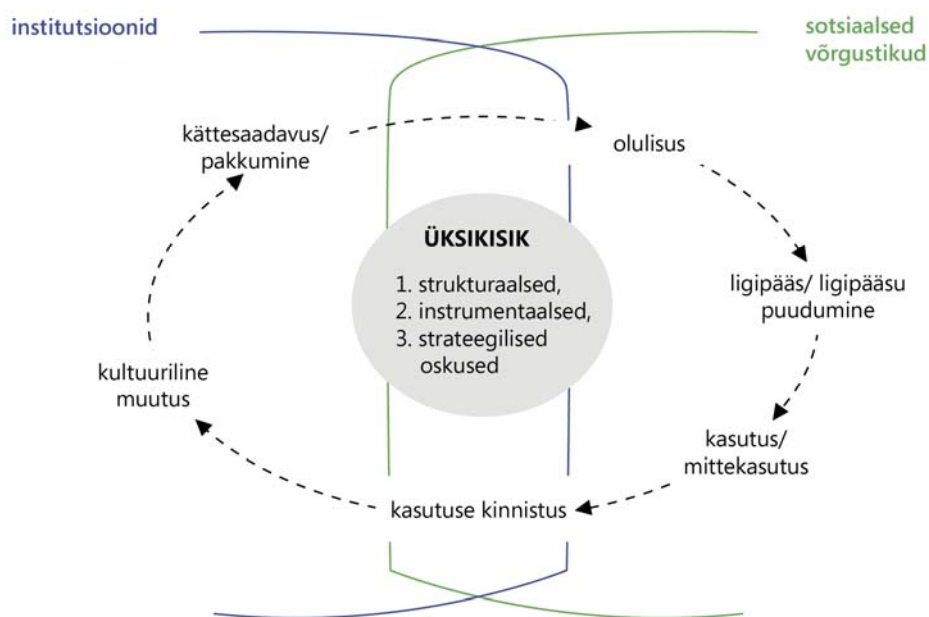 institutsioonid
sotsiaalsed
võrgustikud
kättesaadavus/
pakkumine
olulisus
ÜKSIKISIK
1. strukturaalsed,
2. instrumentaalsed,
3. strateegilised
oskused
ligipääs/ ligipääsu
puudumine
kultuuriline
muutus
kasutus/
mittekasutus
kasutuse kinnistus